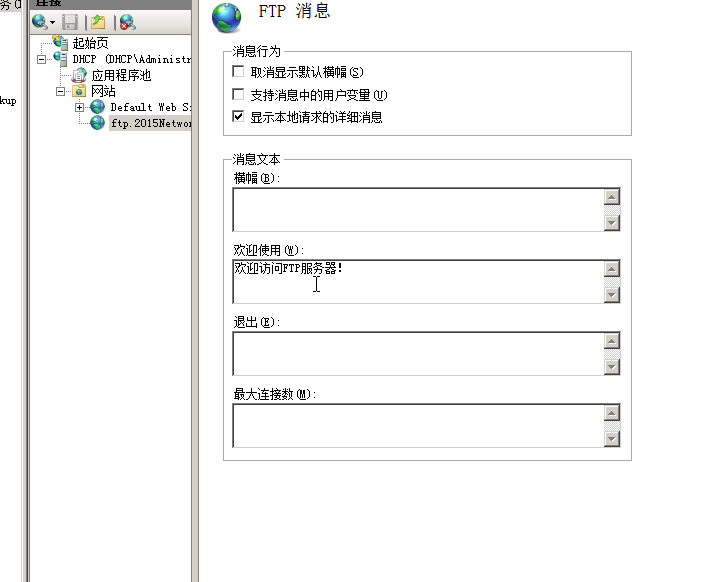 FTP 消息
连接
起始页
DHCP (DHCP\Administr
应用程序池
网站
Default Web S
ftp.2015Networ
kup
消息行为
取消显示默认横幅(S)
支持消息中的用户变量(U)
显示本地请求的详细消息
消息文本
横幅(B):
欢迎使用(W):
欢迎访问FTP服务器!
退出(E):
最大连接数(M):